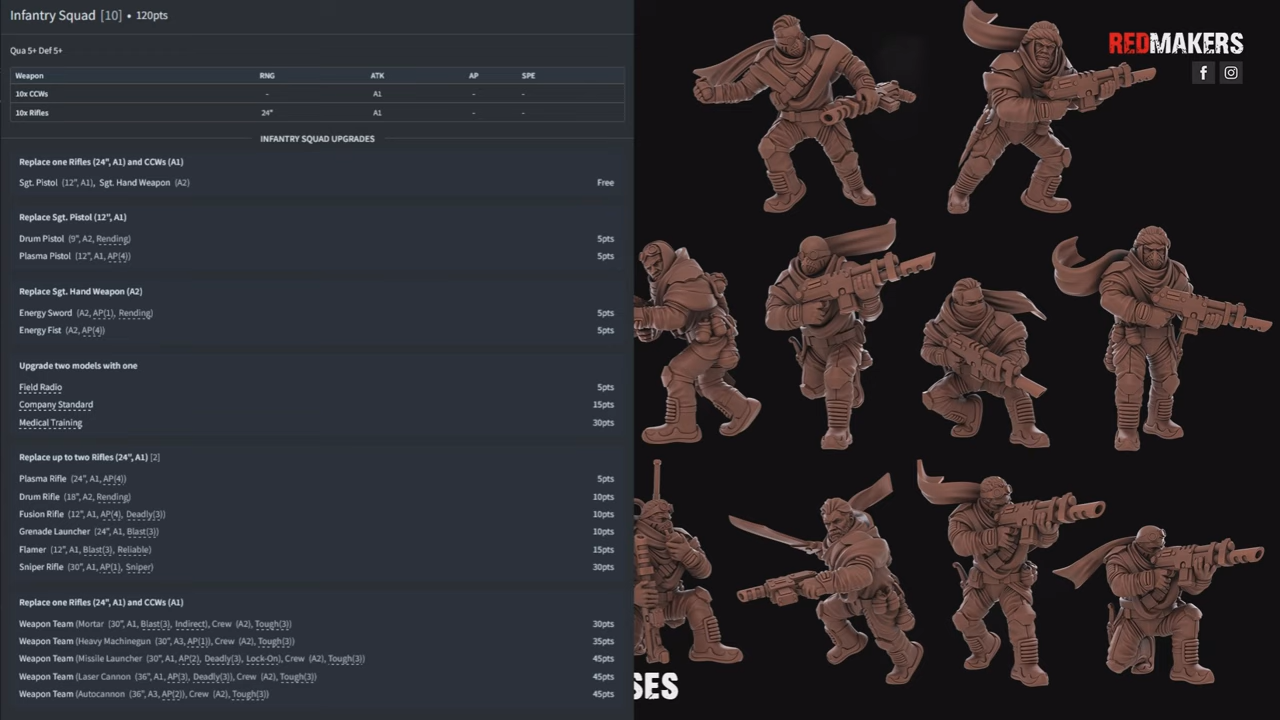 Infantry Squad [10] • 120pts
Qua 5+ Def 5+
Weapon RNG ATK AP SPE
10x CCWs - A1 - -
10x Rifles 24" A1 - -
INFANTRY SQUAD UPGRADES
Replace one Rifles (24", A1) and CCWs (A1)
Sgt. Pistol (12", A1), Sgt. Hand Weapon (A2) Free
Replace Sgt. Pistol (12", A1)
Drum Pistol (9", A2, Rending) 5pts
Plasma Pistol (12", A1, AP(4)) 5pts
Replace Sgt. Hand Weapon (A2)
Energy Sword (A2, AP(1), Rending) 5pts
Energy Fist (A2, AP(4)) 5pts
Upgrade two models with one
Field Radio 5pts
Company Standard 15pts
Medical Training 30pts
Replace up to two Rifles (24", A1) [2]
Plasma Rifle (24", A1, AP(4)) 5pts
Drum Rifle (18", A2, Rending) 10pts
Fusion Rifle (12", A1, AP(4), Deadly(3)) 10pts
Grenade Launcher (24", A1, Blast(3)) 10pts
Flamer (12", A1, Blast(3), Reliable) 15pts
Sniper Rifle (30", A1, AP(1), Sniper) 30pts
Replace one Rifles (24", A1) and CCWs (A1)
Weapon Team (Mortar (30", A1, Blast(3), Indirect), Crew (A2), Tough(3)) 30pts
Weapon Team (Heavy Machinegun (30", A3, AP(1)), Crew (A2), Tough(3)) 35pts
Weapon Team (Missile Launcher (30", A1, AP(2), Deadly(3), Lock-On), Crew (A2), Tough(3)) 45pts
Weapon Team (Laser Cannon (36", A1, AP(3), Deadly(3)), Crew (A2), Tough(3)) 45pts
Weapon Team (Autocannon (36", A3, AP(2)), Crew (A2), Tough(3)) 45pts
REDMAKERS
SES